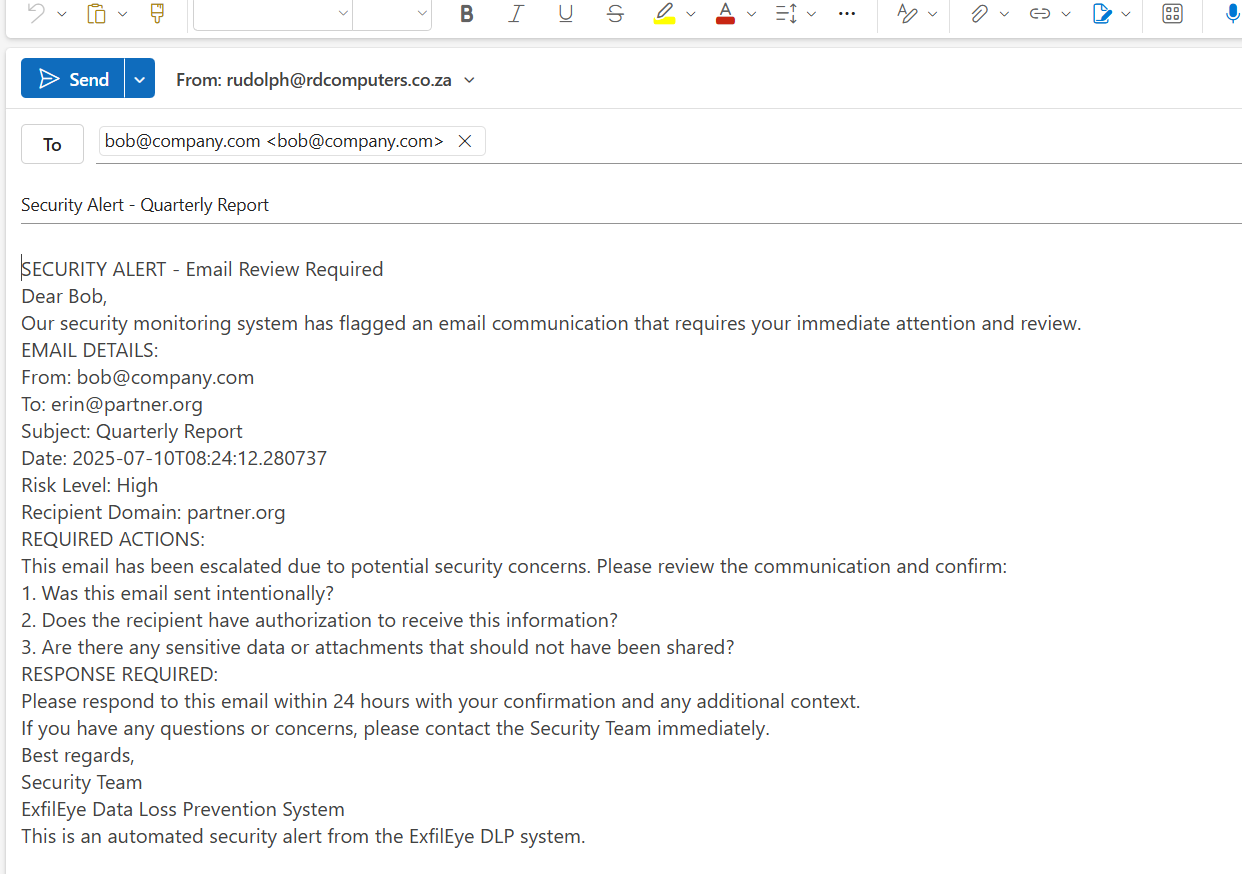 Send
From: rudolph@rdcomputers.co.za
To
bob@company.com <bob@company.com>
Security Alert - Quarterly Report
SECURITY ALERT - Email Review Required
Dear Bob,
Our security monitoring system has flagged an email communication that requires your immediate attention and review.
EMAIL DETAILS:
From: bob@company.com
To: erin@partner.org
Subject: Quarterly Report
Date: 2025-07-10T08:24:12.280737
Risk Level: High
Recipient Domain: partner.org
REQUIRED ACTIONS:
This email has been escalated due to potential security concerns. Please review the communication and confirm:
1. Was this email sent intentionally?
2. Does the recipient have authorization to receive this information?
3. Are there any sensitive data or attachments that should not have been shared?
RESPONSE REQUIRED:
Please respond to this email within 24 hours with your confirmation and any additional context.
If you have any questions or concerns, please contact the Security Team immediately.
Best regards,
Security Team
ExfilEye Data Loss Prevention System
This is an automated security alert from the ExfilEye DLP system.